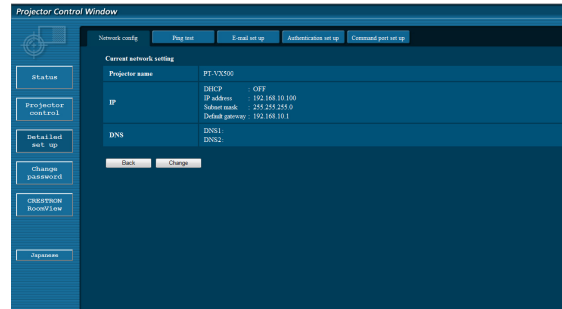 Projector Control Window
Network config Ping test E-mail set up Authentication set up Command port set up
Current network setting
Status
Projector name PT-VX500
Projector control
IP
DHCP : OFF
IP address : 192.168.10.100
Subnet mask : 255.255.255.0
Default gateway : 192.168.10.1
Detailed set up
DNS
DNS1:
DNS2:
Back Change
Change password
CRESTRON RoomView
Japanese